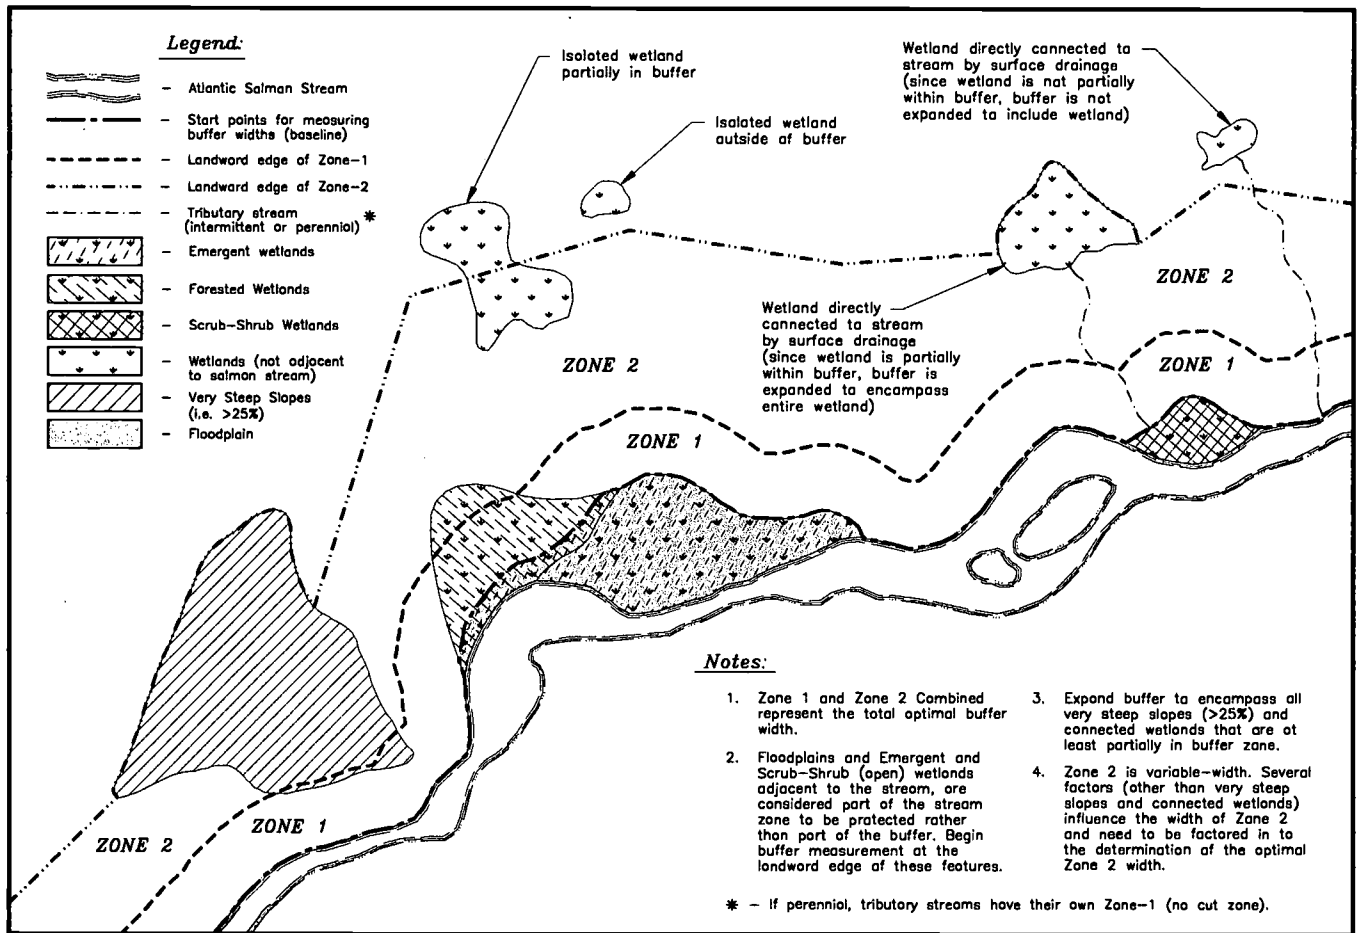 Legend:
- Atlantic Salmon Stream
- Start points for measuring
buffer widths (baseline)
- Landward edge of Zone-1
- Landward edge of Zone-2
- Tributary stream *
(intermittent or perennial)
- Emergent wetlands
- Forested Wetlands
- Scrub-Shrub Wetlands
- Wetlands (not adjacent
to salmon stream)
- Very Steep Slopes
(i.e. >25%)
- Floodplain
Isoloted wetland
partially in buffer
Isolated wetland
outside of buffer
Wetland directly connected to
stream by surface drainage
(since wetland is not partially
within buffer, buffer is not
expanded to include wetland)
Wetland directly
connected to stream
by surface drainage
(since wetland is partially
within buffer, buffer is
expanded to encompass
entire wetland)
ZONE 2
ZONE 2
ZONE 1
ZONE 1
ZONE 1
ZONE 2
Notes:
1. Zone 1 and Zone 2 Combined
represent the total optimal buffer
width.
2. Floodplains and Emergent and
Scrub-Shrub (open) wetlands
adjacent to the stream, are
considered part of the stream
zone to be protected rather
than part of the buffer. Begin
buffer measurement at the
landward edge of these features.
3. Expond buffer to encompass all
very steep slopes (>25%) and
connected wetlands that are at
least partially in buffer zone.
4. Zone 2 is variable-width. Several
factors (other than very steep
slopes and connected wetlands)
influence the width of Zone 2
and need to be factored in to
the determination of the optimal
Zone 2 width.
* - If perennial, tributary streams hove their own Zone-1 (no cut zone).